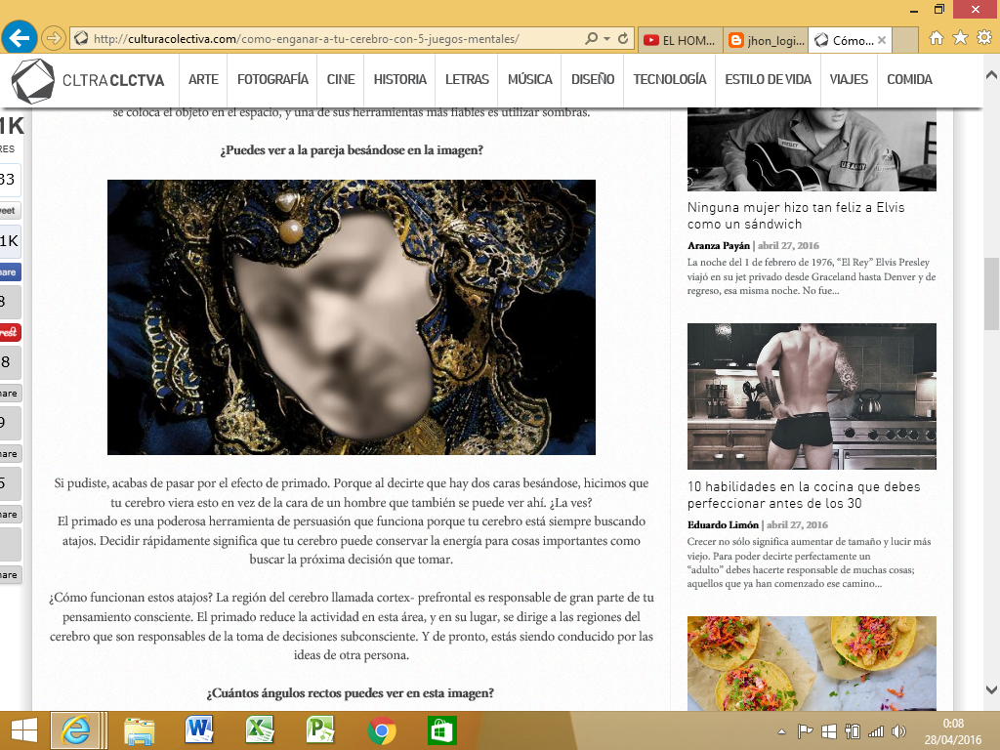 http://culturacolectiva.com/como-enganar-a-tu-cerebro-con-5-juegos-mentales/
EL HOM...
jhon_logi...
Cómo...
CLTRACLCTVA
ARTE
FOTOGRAFÍA
CINE
HISTORIA
LETRAS
MÚSICA
DISEÑO
TECNOLOGÍA
ESTILO DE VIDA
VIAJES
COMIDA
1K
RES
33
weet
1K
hare
8
rest
8
hare
9
hare
5
hare
hare
se coloca el objeto en el espacio, y una de sus herramientas más fiables es utilizar sombras.
¿Puedes ver a la pareja besándose en la imagen?
Si pudiste, acabas de pasar por el efecto de primado. Porque al decirte que hay dos caras besándose, hicimos que
tu cerebro viera esto en vez de la cara de un hombre que también se puede ver ahí. ¿La ves?
El primado es una poderosa herramienta de persuasión que funciona porque tu cerebro está siempre buscando
atajos. Decidir rápidamente significa que tu cerebro puede conservar la energía para cosas importantes como
buscar la próxima decisión que tomar.
¿Cómo funcionan estos atajos? La región del cerebro llamada cortex- prefrontal es responsable de gran parte de tu
pensamiento consciente. El primado reduce la actividad en esta área, y en su lugar, se dirige a las regiones del
cerebro que son responsables de la toma de decisiones subconsciente. Y de pronto, estás siendo conducido por las
ideas de otra persona.
¿Cuántos ángulos rectos puedes ver en esta imagen?
PRESLEY
U.S. ARMY
Ninguna mujer hizo tan feliz a Elvis
como un sándwich
Aranza Payán | abril 27, 2016
La noche del 1 de febrero de 1976, “El Rey” Elvis Presley
viajó en su jet privado desde Graceland hasta Denver y de
regreso, esa misma noche. No fue...
10 habilidades en la cocina que debes
perfeccionar antes de los 30
Eduardo Limón | abril 27, 2016
Crecer no sólo significa aumentar de tamaño y lucir más
viejo. Para poder decirte perfectamente un
“adulto” debes hacerte responsable de muchas cosas;
aquellos que ya han comenzado ese camino...
0:08
28/04/2016